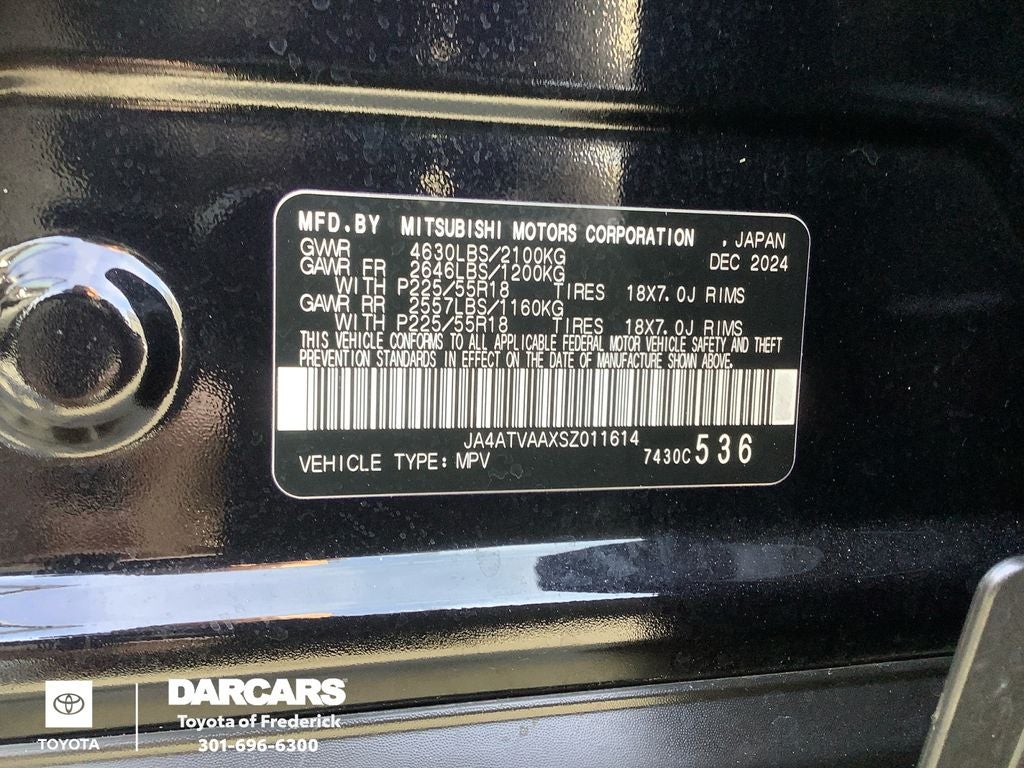 MFD.BY MITSUBISHI MOTORS CORPORATION , JAPAN
GVWR 4630LBS/2100KG DEC 2024
GAWR FR 2646LBS/1200KG
WITH P225/55R18 TIRES 18X7.0J RIMS
GAWR RR 2557LBS/1160KG
WITH P225/55R18 TIRES 18X7.0J RIMS
THIS VEHICLE CONFORMS TO ALL APPLICABLE FEDERAL MOTOR VEHICLE SAFETY AND THEFT
PREVENTION STANDARDS IN EFFECT ON THE DATE OF MANUFACTURE SHOWN ABOVE.
JA4ATVAAXSZ011614
VEHICLE TYPE: MPV 7430C 536
TOYOTA
DARCARS
Toyota of Frederick
301-696-6300